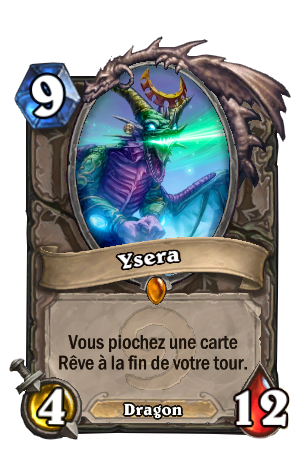 9
Ysera
Vous piochez une carte
Rêve à la fin de votre tour.
4
Dragon
12